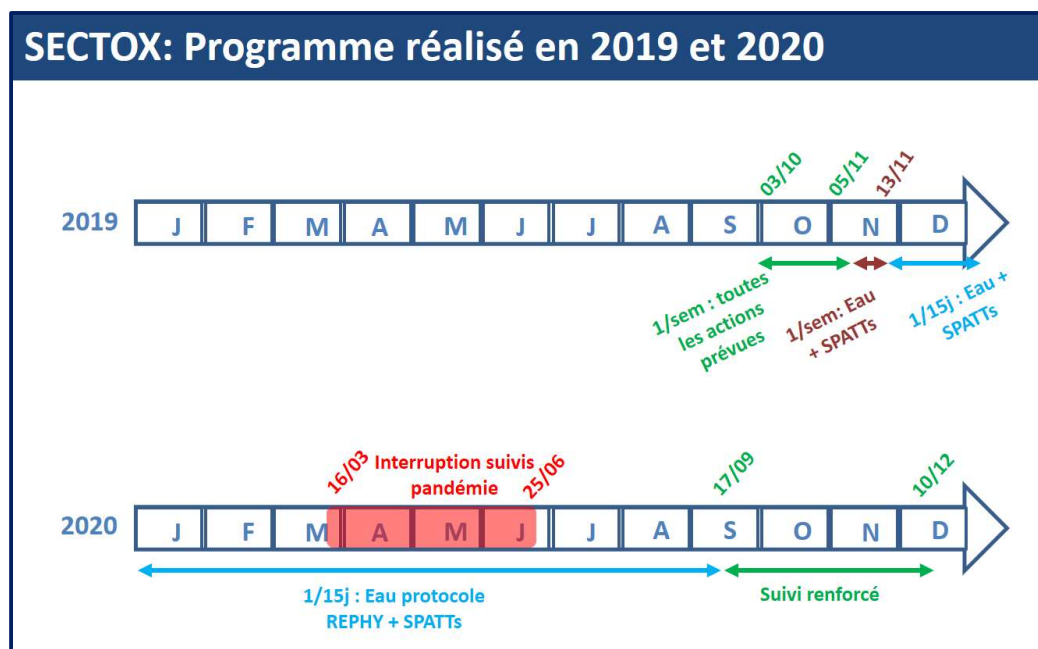 SECTOX: Programme réalisé en 2019 et 2020
03/10
05/11
13/11
2019
J F M A M J J A S O N D
1/sem : toutes
les actions
prévues
1/sem: Eau
+ SPATTs
1/15j : Eau +
SPATTs
16/03
Interruption suivis
pandémie
25/06
17/09
10/12
2020
J F M A M J J A S O N D
1/15j : Eau protocole
REPHY + SPATTs
Suivi renforcé